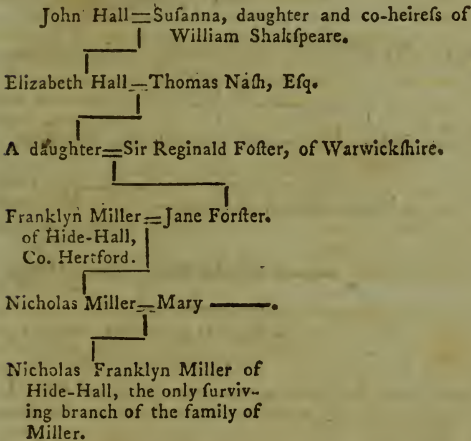 John Hall=Suſanna, daughter and co-heireſs of
William Shakſpeare.
Elizabeth Hall=Thomas Naſh, Eſq.
A daughter=Sir Reginald Foſter, of Warwickſhire.
Franklyn Miller=Jane Forſter.
of Hide-Hall,
Co. Hertford.
Nicholas Miller=Mary ———.
Nicholas Franklyn Miller of
Hide-Hall, the only ſurviv-
ing branch of the family of
Miller.